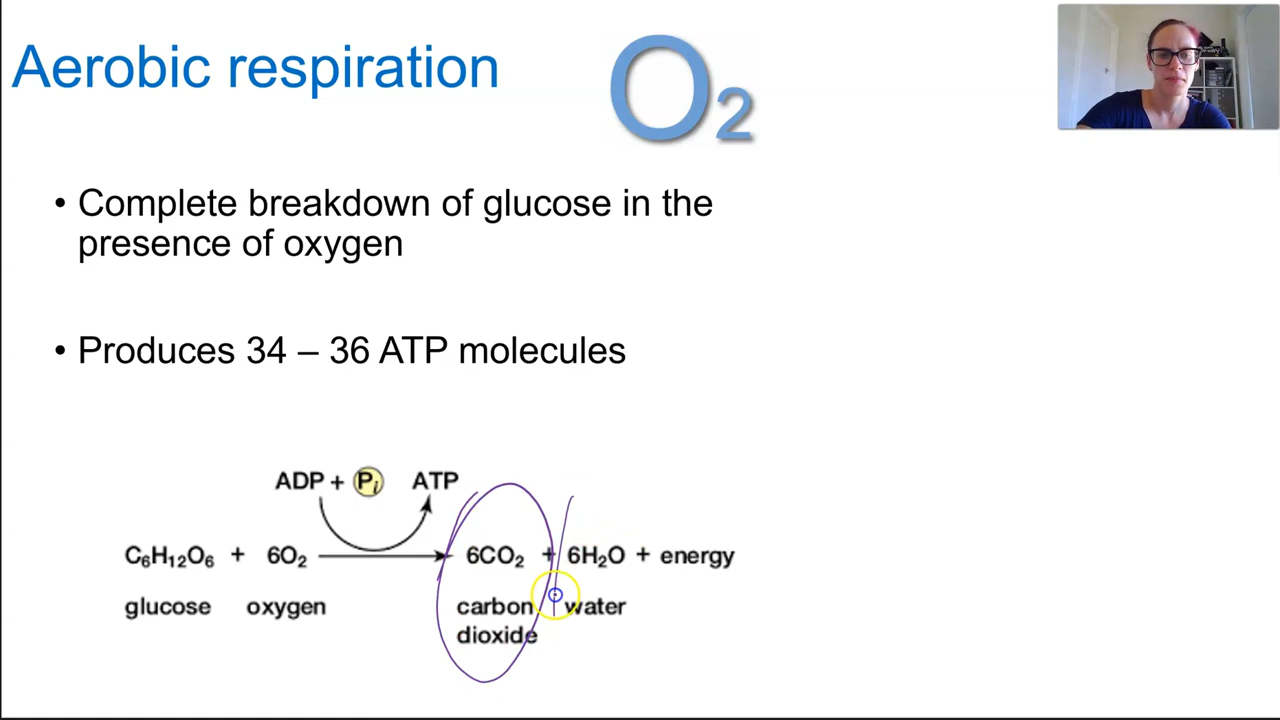 Aerobic respiration
O₂
• Complete breakdown of glucose in the
presence of oxygen
• Produces 34 – 36 ATP molecules
ADP + Pᵢ ATP
C₆H₁₂O₆ + 6O₂ → 6CO₂ + 6H₂O + energy
glucose oxygen carbon water
dioxide